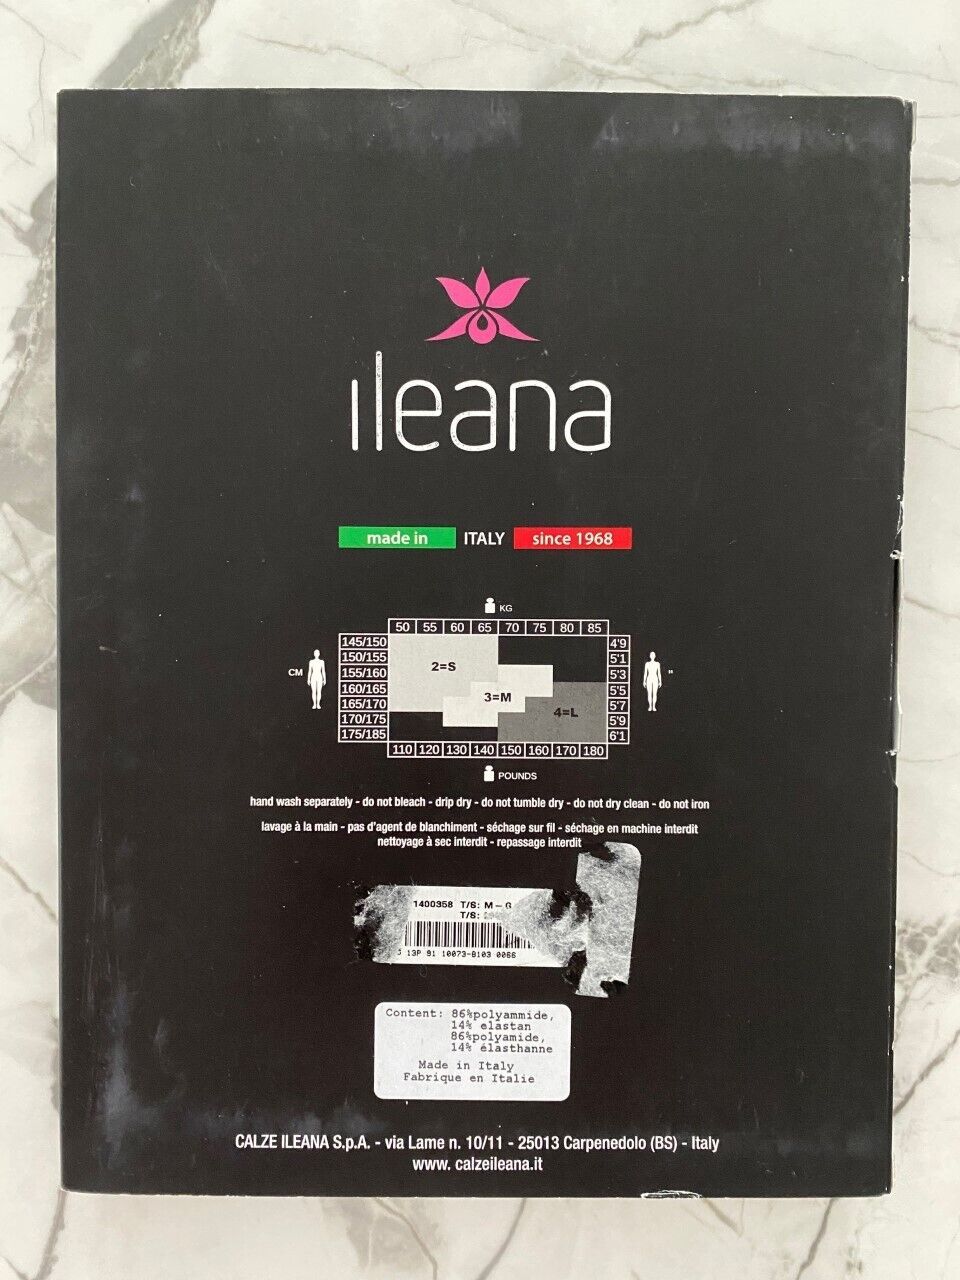 ileana
made in ITALY since 1968
KG
50 55 60 65 70 75 80 85
145/150 4'9
150/155 2=S 5'1
CM 155/160 5'3 "
160/165 3=M 5'5
165/170 4=L 5'7
170/175 5'9
175/185 6'1
110 120 130 140 150 160 170 180
POUNDS
hand wash separately - do not bleach - drip dry - do not tumble dry - do not dry clean - do not iron
lavage à la main - pas d'agent de blanchiment - séchage sur fil - séchage en machine interdit
nettoyage à sec interdit - repassage interdit
1400358 T/S: M - G
T/S:
13P 91 10073-B103 0066
Content: 86%polyammide,
14% elastan
86%polyamide,
14% élasthanne
Made in Italy
Fabrique en Italie
CALZE ILEANA S.p.A. - via Lame n. 10/11 - 25013 Carpenedolo (BS) - Italy
www. calzeileana.it